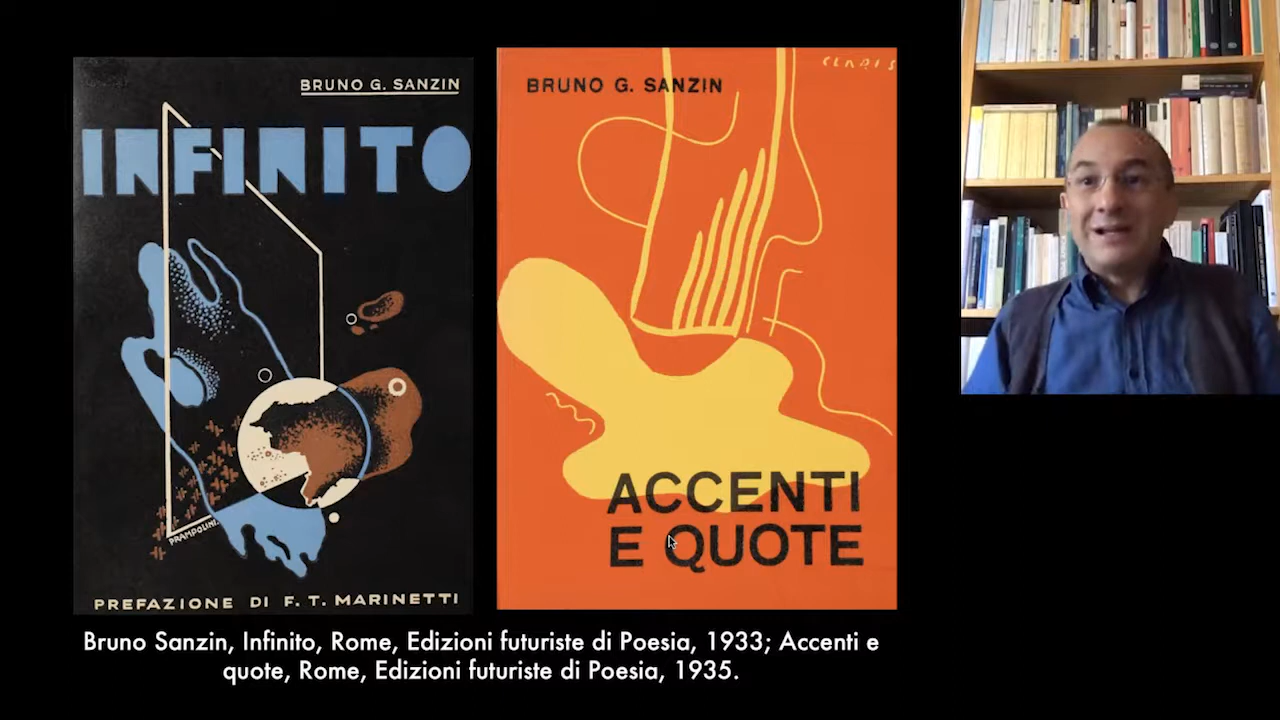 BRUNO G. SANZIN
INFINITO
PRAMPOLINI.
PREFAZIONE DI F. T. MARINETTI
CLADIS
BRUNO G. SANZIN
ACCENTI
E QUOTE
Bruno Sanzin, Infinito, Rome, Edizioni futuriste di Poesia, 1933; Accenti e
quote, Rome, Edizioni futuriste di Poesia, 1935.